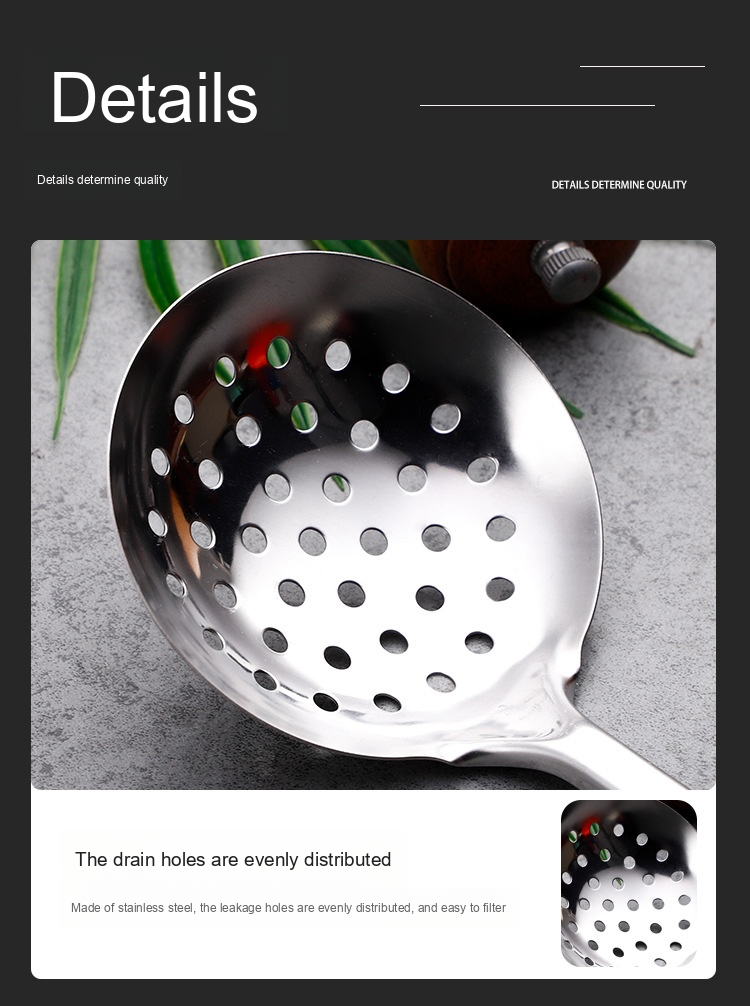 Details
Details determine quality
DETAILS DETERMINE QUALITY
The drain holes are evenly distributed
Made of stainless steel, the leakage holes are evenly distributed, and easy to filter